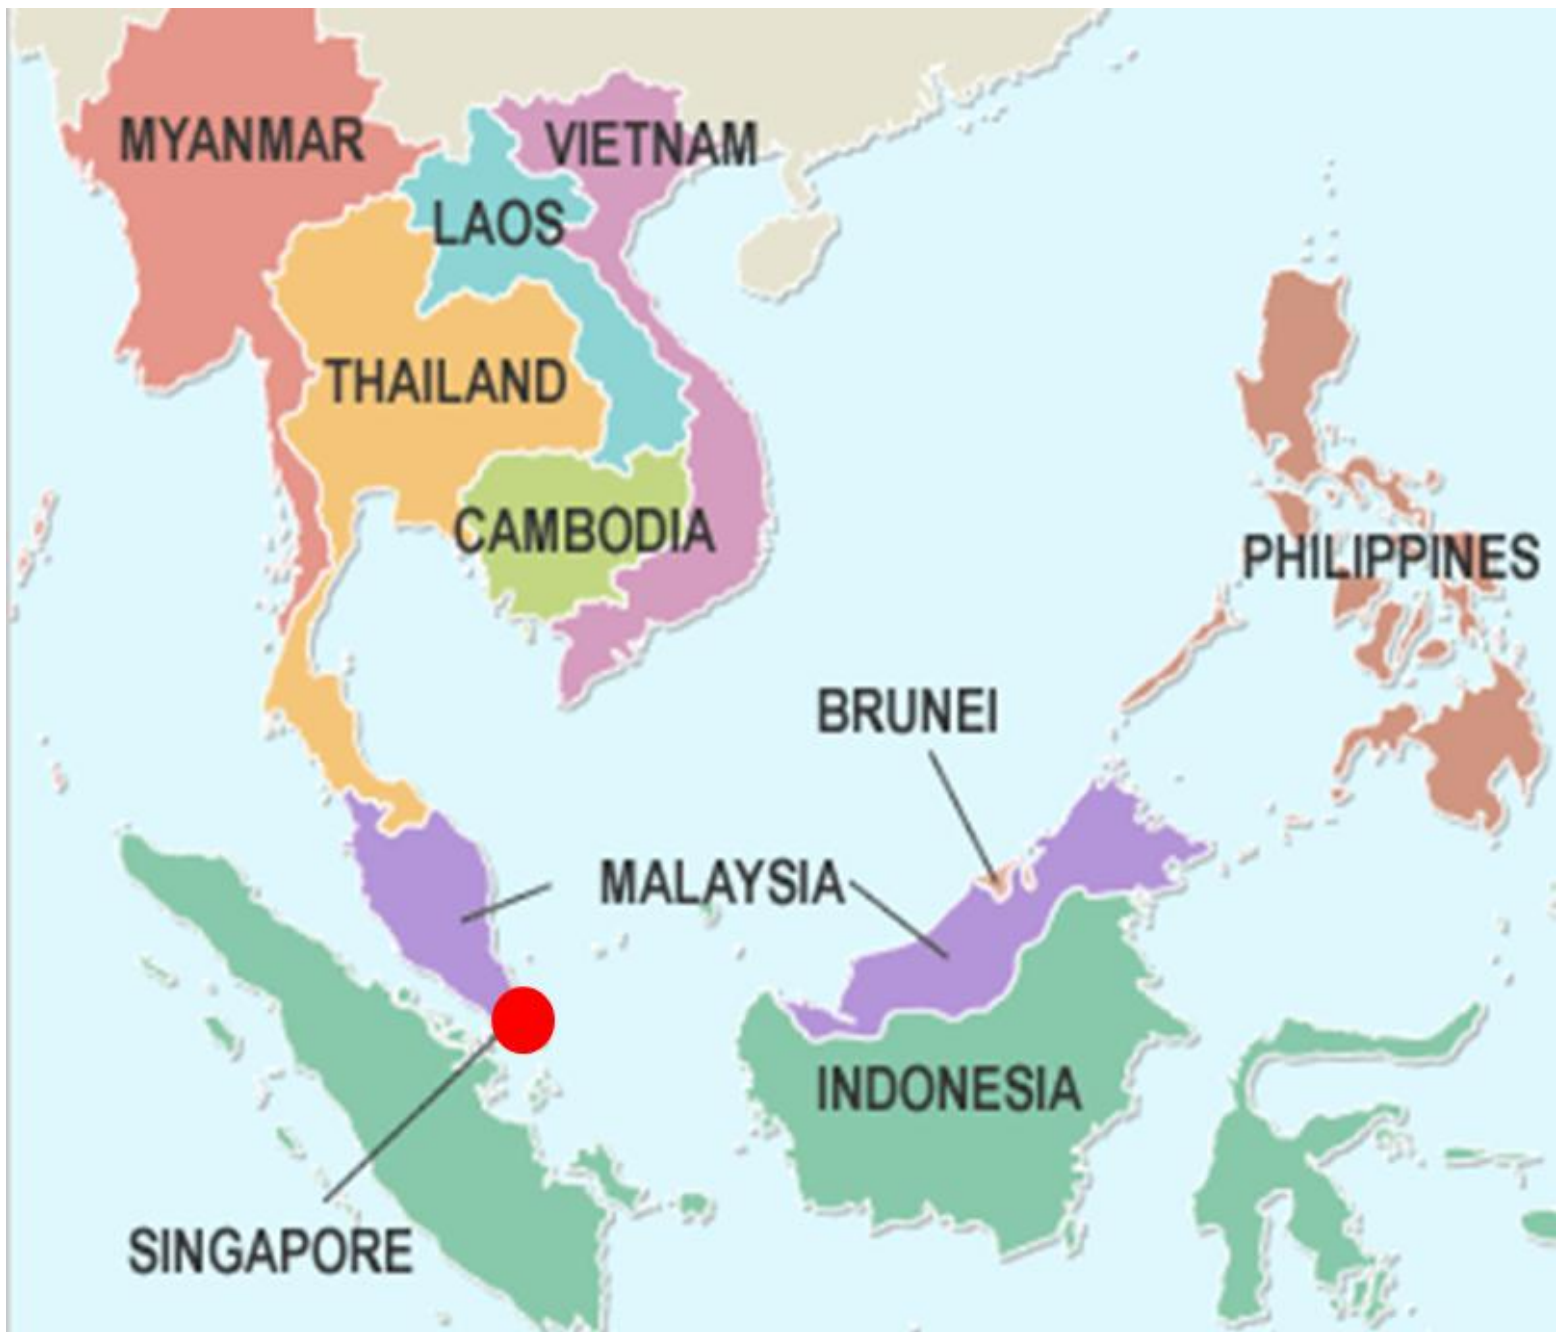 MYANMAR
VIETNAM
LAOS
THAILAND
CAMBODIA
PHILIPPINES
BRUNEI
MALAYSIA
INDONESIA
SINGAPORE